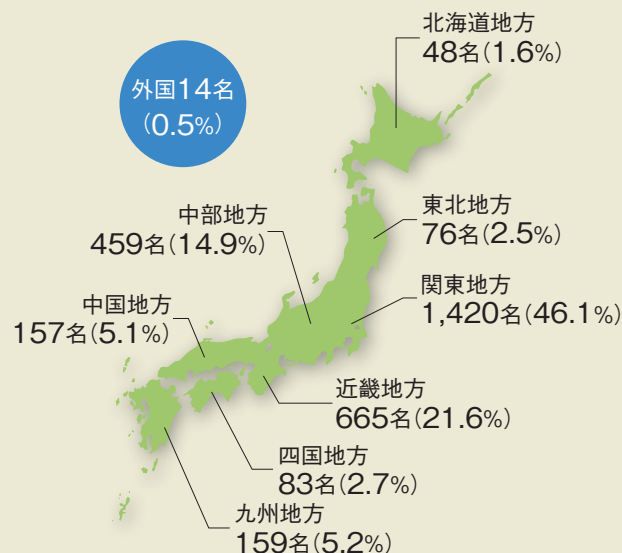 北海道地方
48名(1.6%)
外国14名
(0.5%)
東北地方
76名(2.5%)
中部地方
459名(14.9%)
関東地方
1,420名(46.1%)
中国地方
157名(5.1%)
近畿地方
665名(21.6%)
四国地方
83名(2.7%)
九州地方
159名(5.2%)